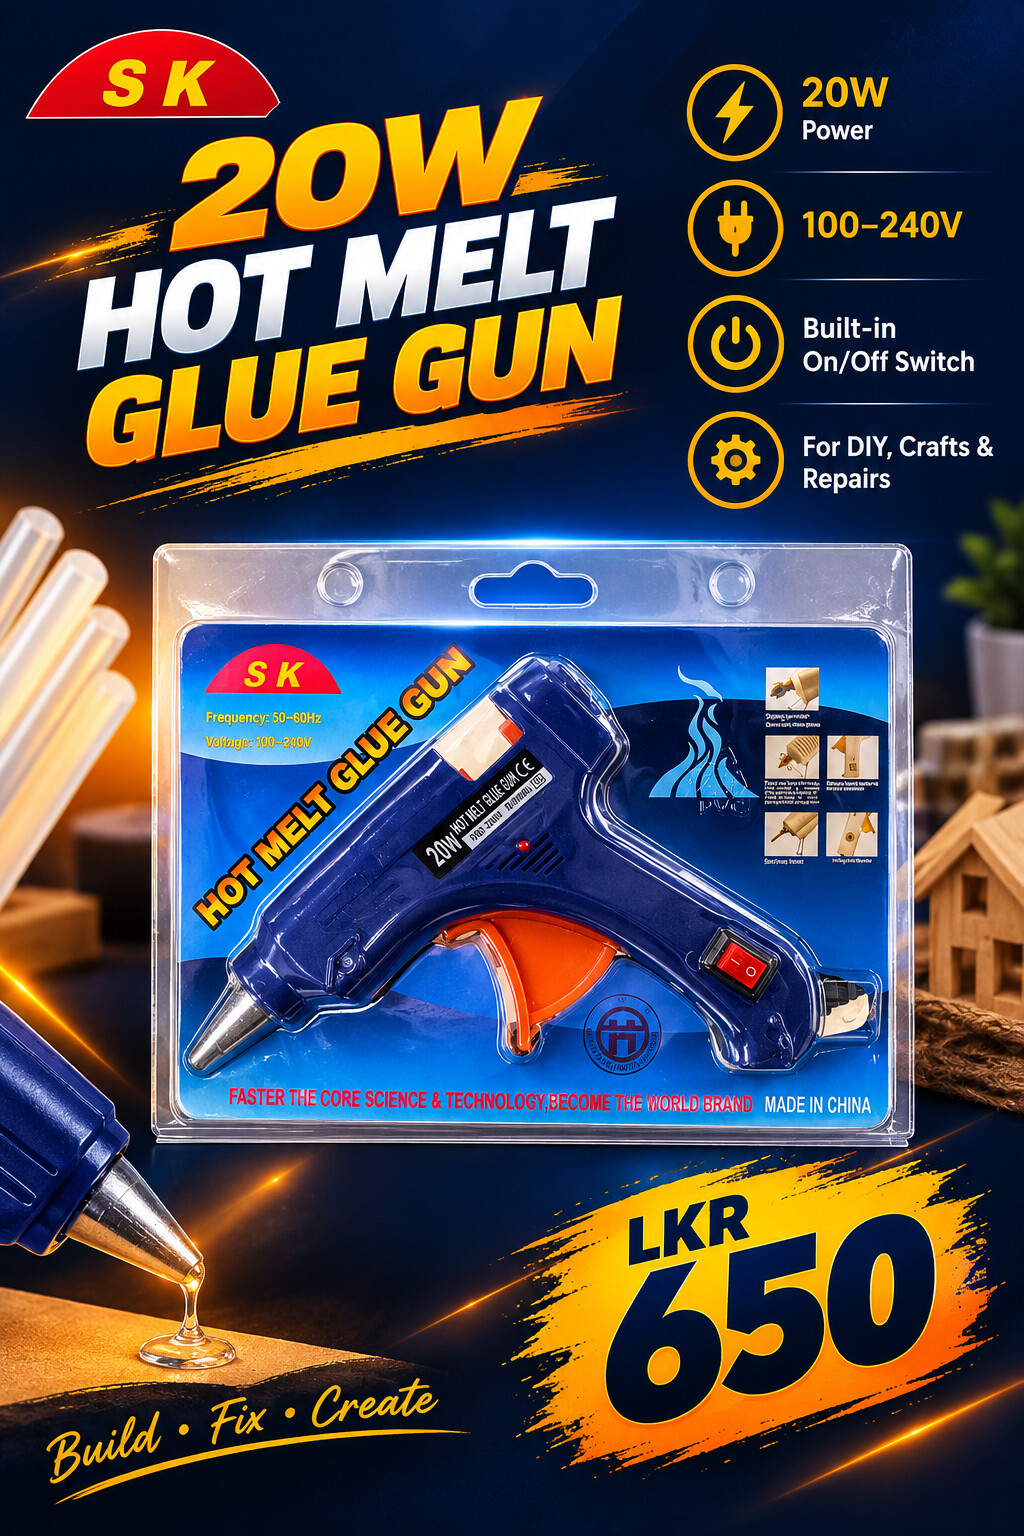 S K
20W
HOT MELT
GLUE GUN
20W
Power
100–240V
Built-in
On/Off Switch
For DIY, Crafts &
Repairs
S K
Frequency: 50–60Hz
Voltage: 100–240V
HOT MELT GLUE GUN
20W HOT MELT GLUE GUN CE
PVC
FASTER THE CORE SCIENCE & TECHNOLOGY,BECOME THE WORLD BRAND
MADE IN CHINA
LKR
650
Build • Fix • Create